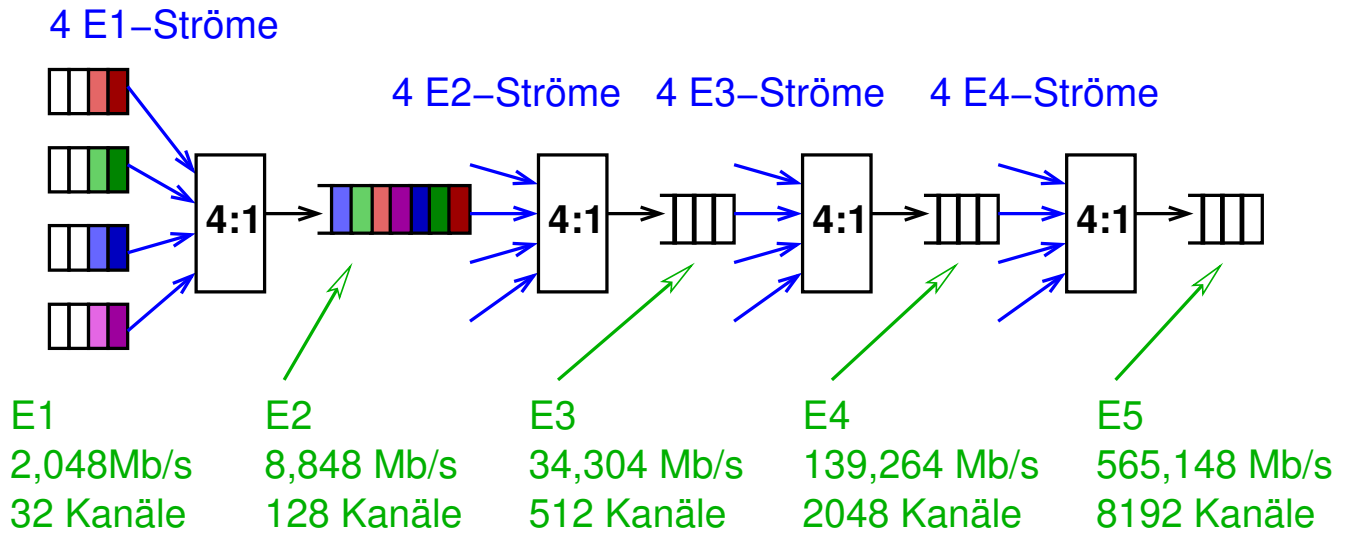 4 E1–Ströme
4 E2–Ströme 4 E3–Ströme 4 E4–Ströme
4:1 4:1 4:1 4:1
E1 E2 E3 E4 E5
2,048Mb/s 8,848 Mb/s 34,304 Mb/s 139,264 Mb/s 565,148 Mb/s
32 Kanäle 128 Kanäle 512 Kanäle 2048 Kanäle 8192 Kanäle